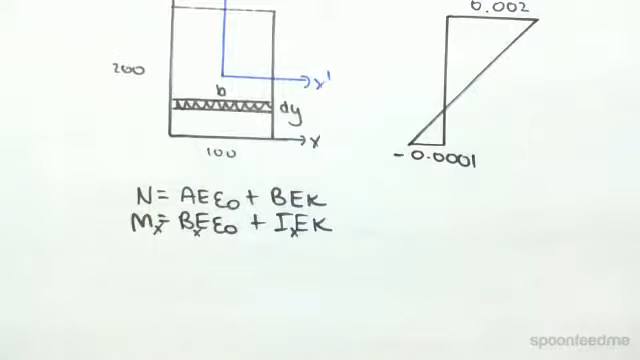 0.002
200
x'
b
dy
x
100
-0.0001
N = AEε₀ + BEK
Mₓ = BₓEε₀ + IₓEK
spoonfeedme